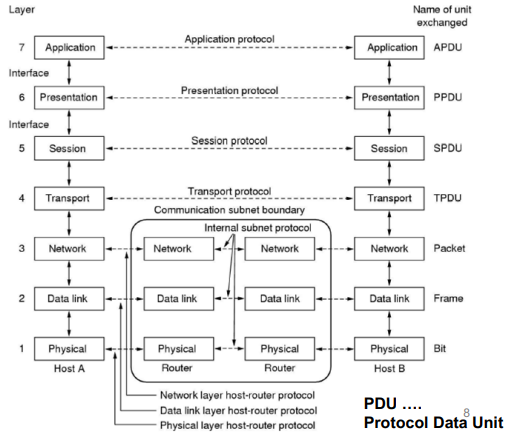 Layer
Name of unit exchanged
Application protocol
7 Application Application APDU
Interface
Presentation protocol
6 Presentation Presentation PPDU
Interface
Session protocol
5 Session Session SPDU
Transport protocol
4 Transport Transport TPDU
Communication subnet boundary
Internal subnet protocol
3 Network Network Network Network Packet
2 Data link Data link Data link Data link Frame
1 Physical Physical Physical Physical Bit
Host A Router Router Host B
Network layer host-router protocol
Data link layer host-router protocol
Physical layer host-router protocol
PDU ....
8
Protocol Data Unit